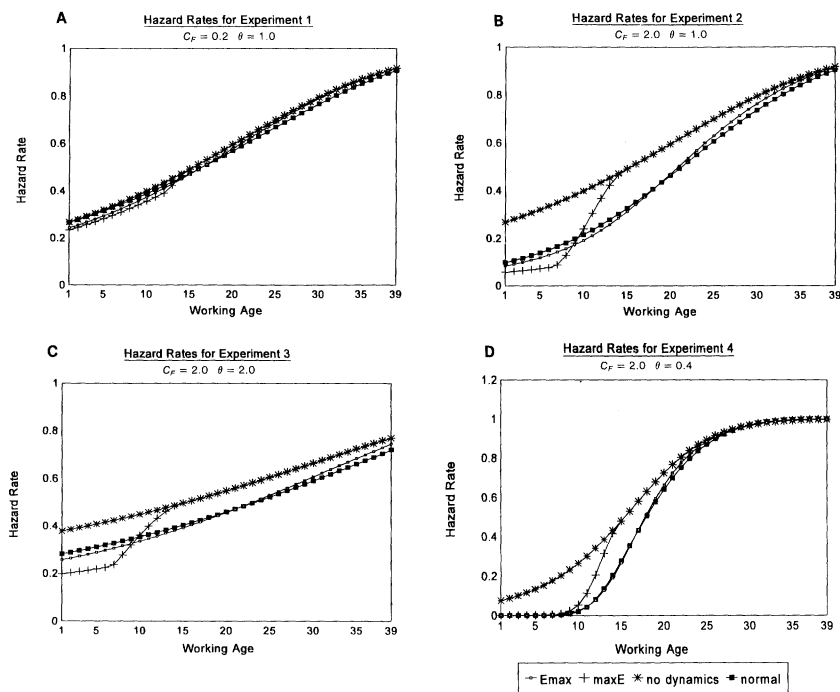 A
Hazard Rates for Experiment 1
C_F = 0.2 θ = 1.0
1
0.8
0.6
0.4
0.2
0
Hazard Rate
1 5 10 15 20 25 30 35 39
Working Age
B
Hazard Rates for Experiment 2
C_F = 2.0 θ = 1.0
1
0.8
0.6
0.4
0.2
0
Hazard Rate
1 5 10 15 20 25 30 35 39
Working Age
C
Hazard Rates for Experiment 3
C_F = 2.0 θ = 2.0
1
0.8
0.6
0.4
0.2
0
Hazard Rate
1 5 10 15 20 25 30 35 39
Working Age
D
Hazard Rates for Experiment 4
C_F = 2.0 θ = 0.4
1.2
1
0.8
0.6
0.4
0.2
0
Hazard Rate
1 5 10 15 20 25 30 35 39
Working Age
Emax maxE no dynamics normal